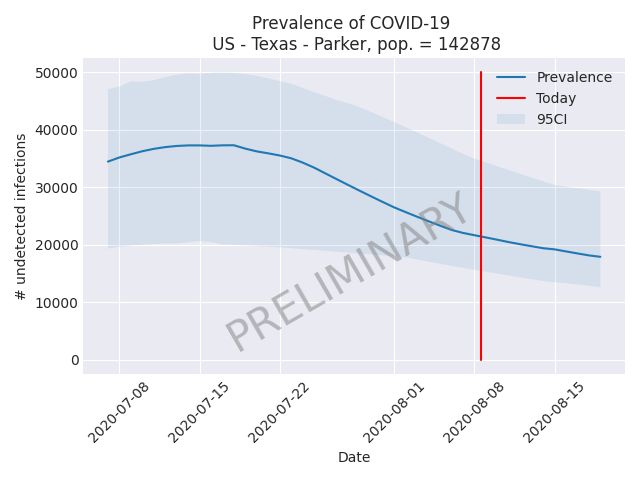 Prevalence of COVID-19
US - Texas - Parker, pop. = 142878
# undetected infections
50000
40000
30000
20000
10000
0
Prevalence
Today
95CI
PRELIMINARY
2020-07-08
2020-07-15
2020-07-22
2020-08-01
2020-08-08
2020-08-15
Date